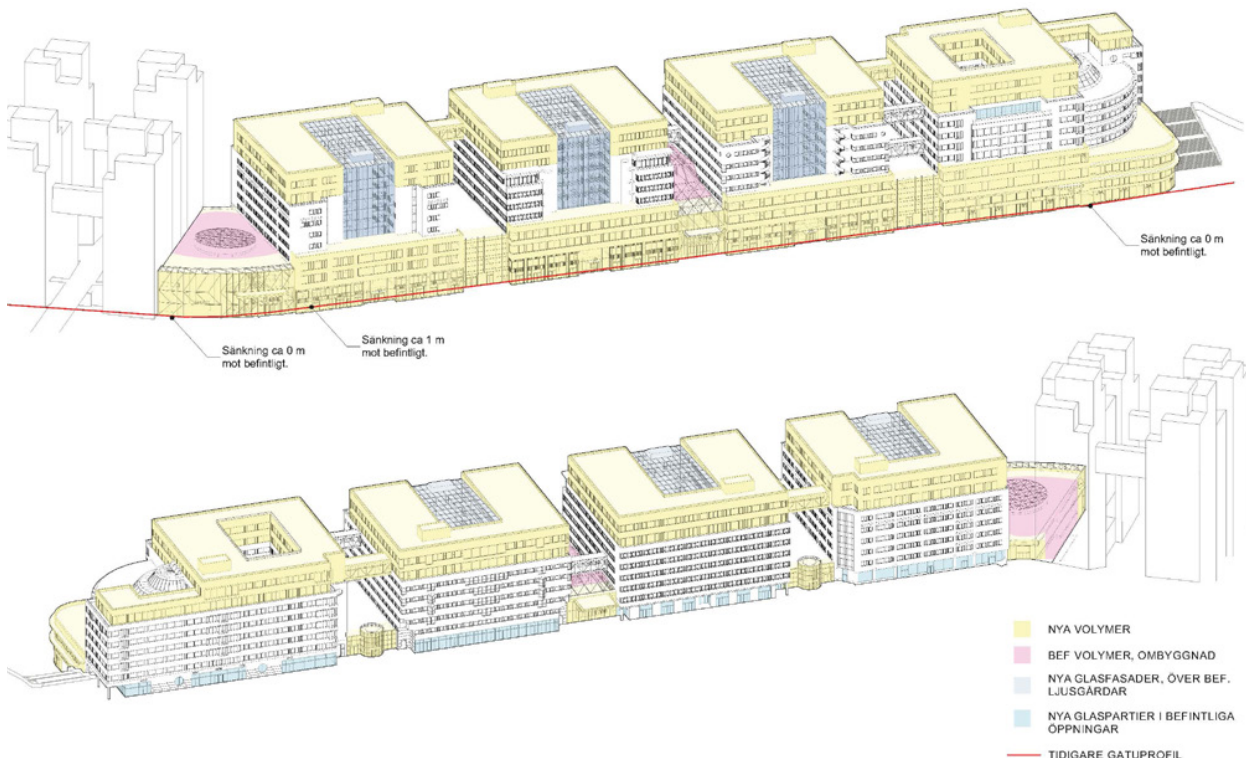 Sänkning ca 0 m
mot befintligt.
Sänkning ca 0 m
mot befintligt.
Sänkning ca 1 m
mot befintligt.
NYA VOLYMER
BEF VOLYMER, OMBYGGNAD
NYA GLASFASADER, ÖVER BEF.
LJUSGÅRDAR
NYA GLASPARTIER I BEFINTLIGA
ÖPPNINGAR
TIDIGARE GATUPROFIL